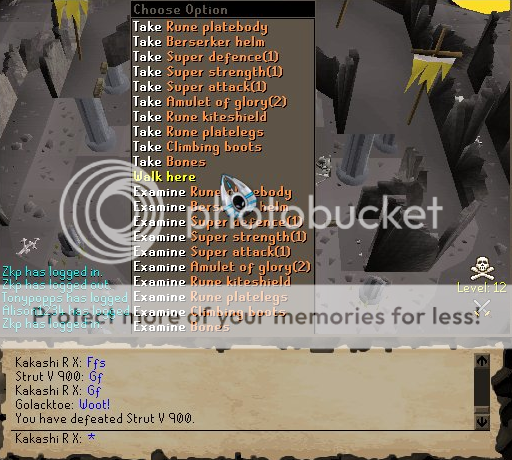 Choose Option
Take Rune platebody
Take Berserker helm
Take Super defence(1)
Take Super strength(1)
Take Super attack(1)
Take Amulet of glory(2)
Take Rune kiteshield
Take Rune platelegs
Take Climbing boots
Take Bones
Walk here
Examine Rune platebody
Examine Berserker helm
Examine Super defence(1)
Examine Super strength(1)
Examine Super attack(1)
Examine Amulet of glory(2)
Examine Rune kiteshield
Examine Rune platelegs
Examine Climbing boots
Examine Bones
photobucket
Protect more of your memories for less!
Zkp has logged in.
Zkp has logged out.
Tonypopps has logged
has logged
Zkp has logged in.
Level: 12
Kakashi R X: Ffs
Strut V 900: Gf
Kakashi R X: Gf
Golacktoe: Woot!
You have defeated Strut V 900.
Kakashi R X: *